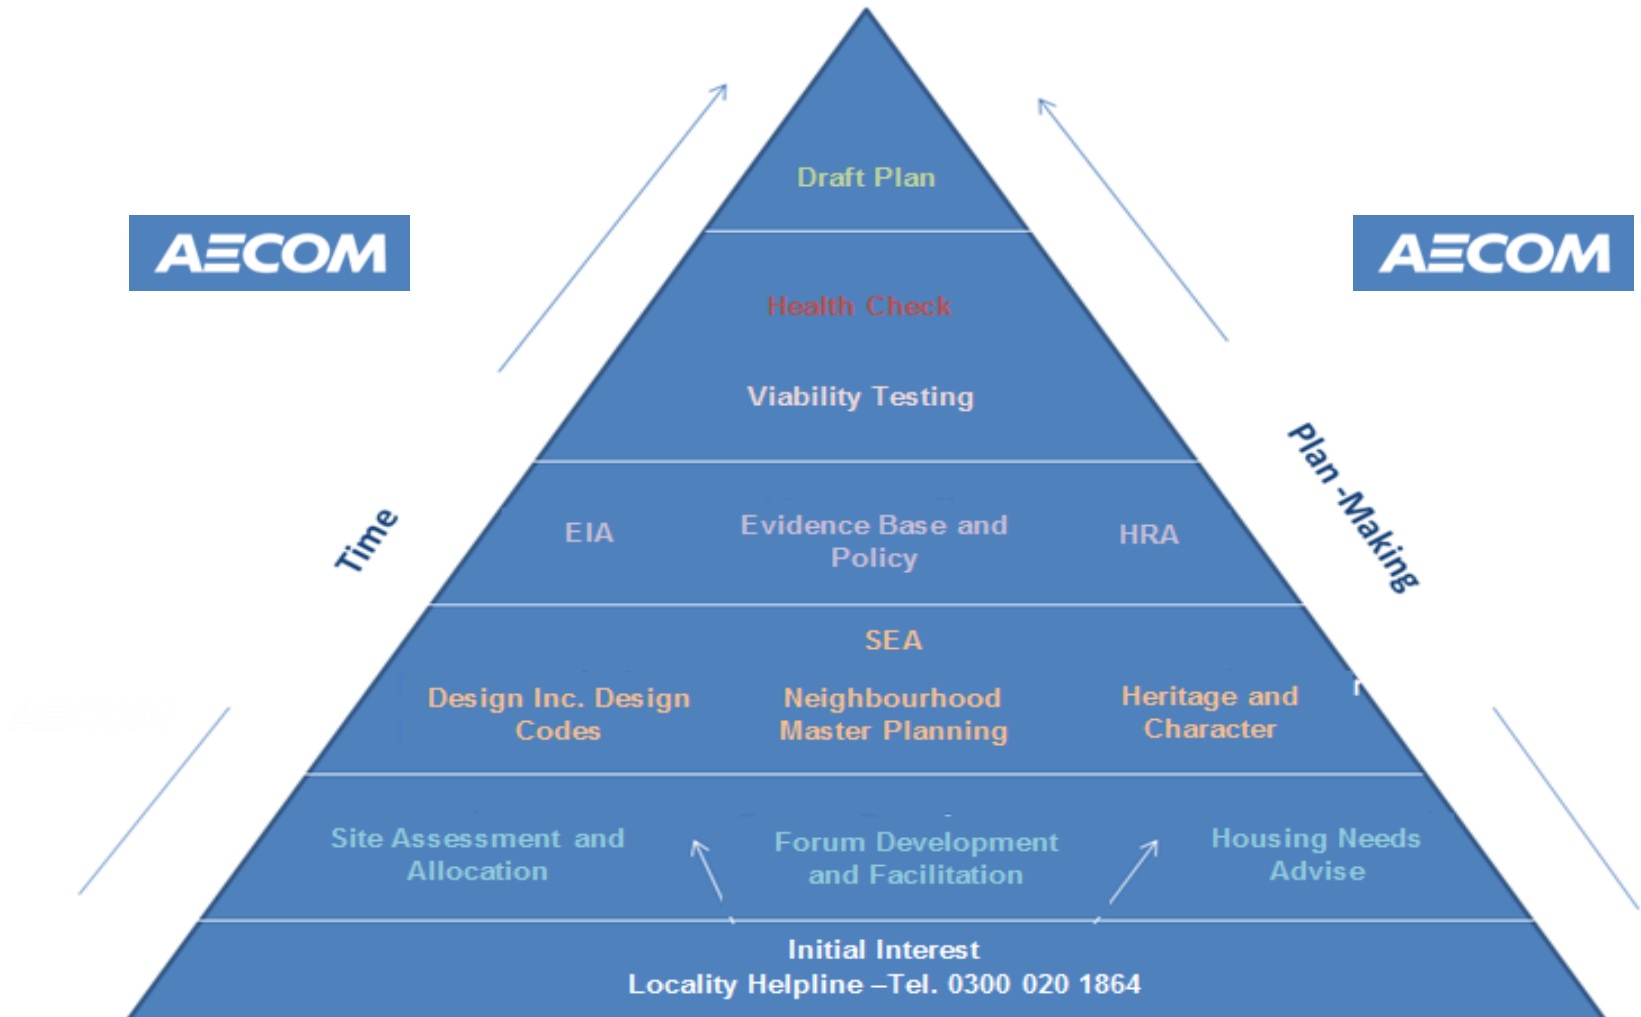 Draft Plan
AECOM
AECOM
Health Check
Viability Testing
Time
Plan -Making
EIA
Evidence Base and
Policy
HRA
SEA
Design Inc. Design
Codes
Neighbourhood
Master Planning
Heritage and
Character
Site Assessment and
Allocation
Forum Development
and Facilitation
Housing Needs
Advise
Initial Interest
Locality Helpline –Tel. 0300 020 1864